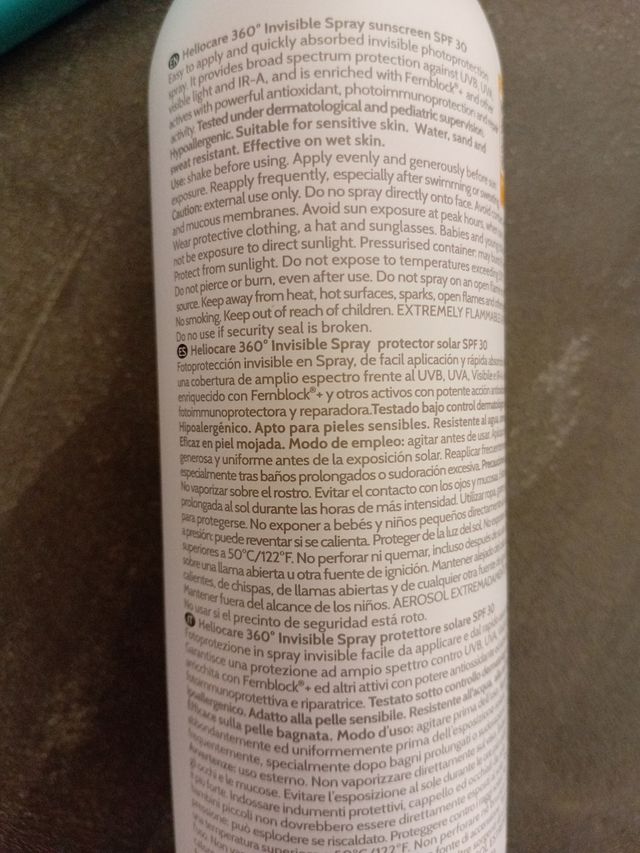 EN Heliocare 360° Invisible Spray sunscreen SPF 30
Easy to apply and quickly absorbed invisible photoprotection
spray. It provides broad spectrum protection against UVB, UVA,
visible light and IR-A, and is enriched with Fernblock®+ and other
actives with powerful antioxidant, photoimmunoprotection and repair
activity. Tested under dermatological and pediatric supervision.
Hypoallergenic. Suitable for sensitive skin. Water, sand and
sweat resistant. Effective on wet skin.
Use: shake before using. Apply evenly and generously before sun
exposure. Reapply frequently, especially after swimming or sweating.
Caution: external use only. Do no spray directly onto face. Avoid
and mucous membranes. Avoid sun exposure at peak hours,
Wear protective clothing, a hat and sunglasses. Babies and young
not be exposure to direct sunlight. Pressurised container: may
Protect from sunlight. Do not expose to temperatures exceeding
Do not pierce or burn, even after use. Do not spray on an open flame
source. Keep away from heat, hot surfaces, sparks, open flames and
No smoking. Keep out of reach of children. EXTREMELY FLAMMABLE
Do no use if security seal is broken.
ES Heliocare 360° Invisible Spray protector solar SPF 30
Fotoprotección invisible en Spray, de facil aplicación y rápida
una cobertura de amplio espectro frente al UVB, UVA, Visible e
enriquecido con Fernblock®+ y otros activos con potente acción
fotoimmunoprotectora y reparadora.Testado bajo control
Hipoalergénico. Apto para pieles sensibles. Resistente al agua,
Eficaz en piel mojada. Modo de empleo: agitar antes de usar.
generosa y uniforme antes de la exposición solar. Reaplicar
especialmente tras baños prolongados o sudoración excesiva.
No vaporizar sobre el rostro. Evitar el contacto con los ojos y mucosas.
prolongada al sol durante las horas de más intensidad. Utilizar ropa,
para protegerse. No exponer a bebés y niños pequeños directamente
a presión: puede reventar si se calienta. Proteger de la luz del sol. No
superiores a 50°C/122°F. No perforar ni quemar, incluso después de
sobre una llama abierta u otra fuente de ignición. Mantener alejado
calientes, de chispas, de llamas abiertas y de cualquier otra fuente de
Mantener fuera del alcance de los niños. AEROSOL
No usar si el precinto de seguridad está roto.
IT Heliocare 360° Invisible Spray protettore solare SPF 30
Fotoprotezione in spray invisible facile da applicare e dal
Garantisce una protezione ad ampio spettro contro UVB, UVA,
arricchita con Fernblock®+ ed altri attivi con potere antiossidante
fotoimmunoprottetiva e riparatrice. Testato sotto controllo
Ipoallergenico. Adatto alla pelle sensibile. Resistente all'acqua,
Efficace sulla pelle bagnata. Modo d'uso: agitare prima
abbondantemente ed uniformemente prima dell'esposizione
frequentemente, specialmente dopo bagni prolungati o
Avvertenze: uso esterno. Non vaporizzare direttamente
gli occhi e le mucose. Evitare l'esposizione al sole durante
più forte. Indossare indumenti protettivi, cappello ed
bambini piccoli non dovrebbero essere direttamente
pressione: può esplodere se riscaldato. Proteggere
una temperatura 50°C/122°F. Non perforare
uso. Non